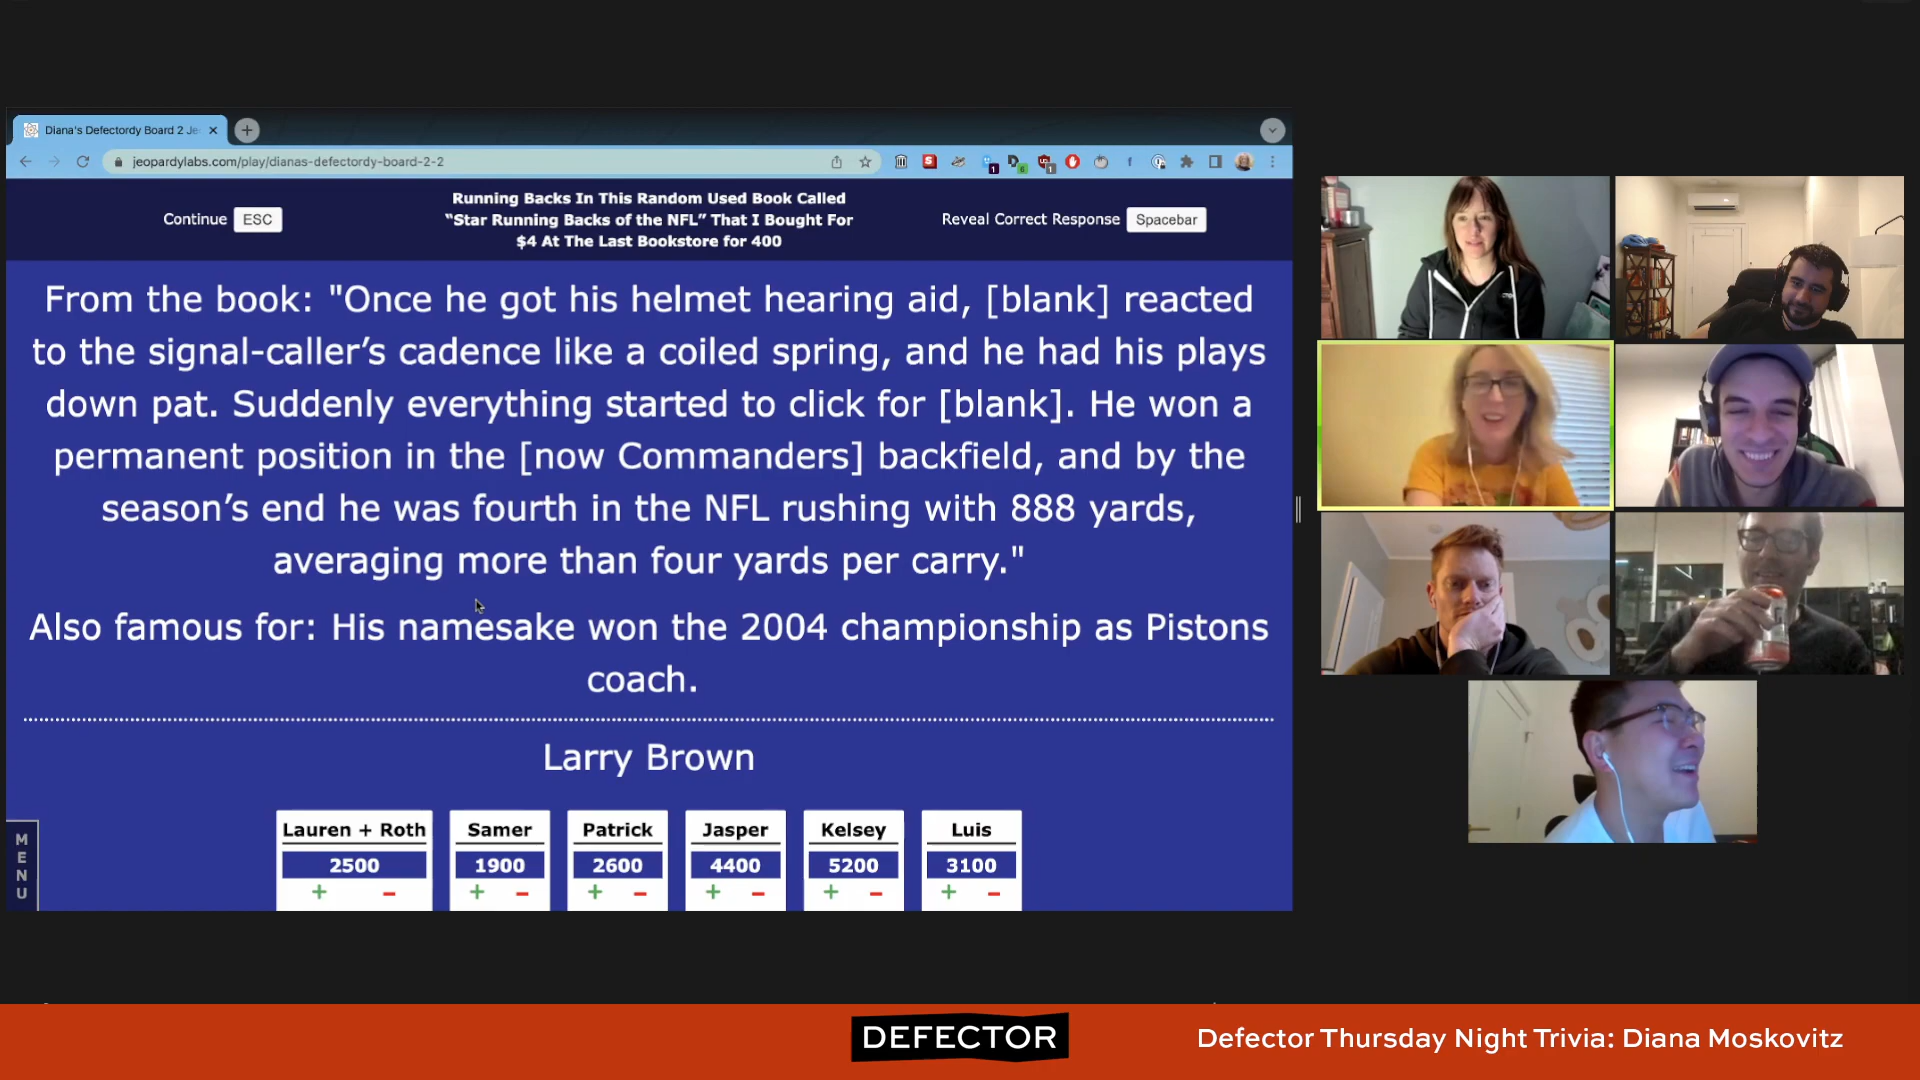 Diana's Defectordy Board 2 Je
jeopardylabs.com/play/dianas-defectordy-board-2-2
Continue ESC
Running Backs In This Random Used Book Called
“Star Running Backs of the NFL” That I Bought For
$4 At The Last Bookstore for 400
Reveal Correct Response Spacebar
From the book: "Once he got his helmet hearing aid, [blank] reacted
to the signal-caller’s cadence like a coiled spring, and he had his plays
down pat. Suddenly everything started to click for [blank]. He won a
permanent position in the [now Commanders] backfield, and by the
season’s end he was fourth in the NFL rushing with 888 yards,
averaging more than four yards per carry."
Also famous for: His namesake won the 2004 championship as Pistons
coach.
Larry Brown
MENU
Lauren + Roth Samer Patrick Jasper Kelsey Luis
2500 1900 2600 4400 5200 3100
+ - + - + - + - + - + -
DEFECTOR
Defector Thursday Night Trivia: Diana Moskovitz